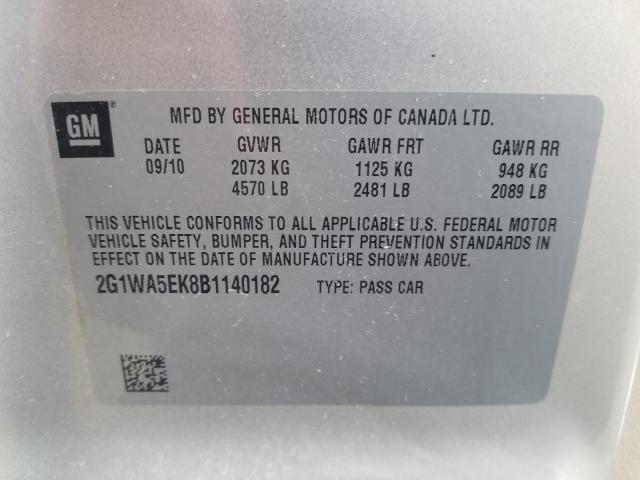 GM
MFD BY GENERAL MOTORS OF CANADA LTD.
DATE GVWR GAWR FRT GAWR RR
09/10 2073 KG 1125 KG 948 KG
4570 LB 2481 LB 2089 LB
THIS VEHICLE CONFORMS TO ALL APPLICABLE U.S. FEDERAL MOTOR
VEHICLE SAFETY, BUMPER, AND THEFT PREVENTION STANDARDS IN
EFFECT ON THE DATE OF MANUFACTURE SHOWN ABOVE.
2G1WA5EK8B1140182 TYPE: PASS CAR